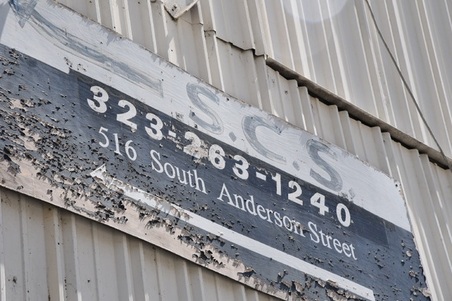 S.C.S.
323-263-1240
516 South Anderson Street